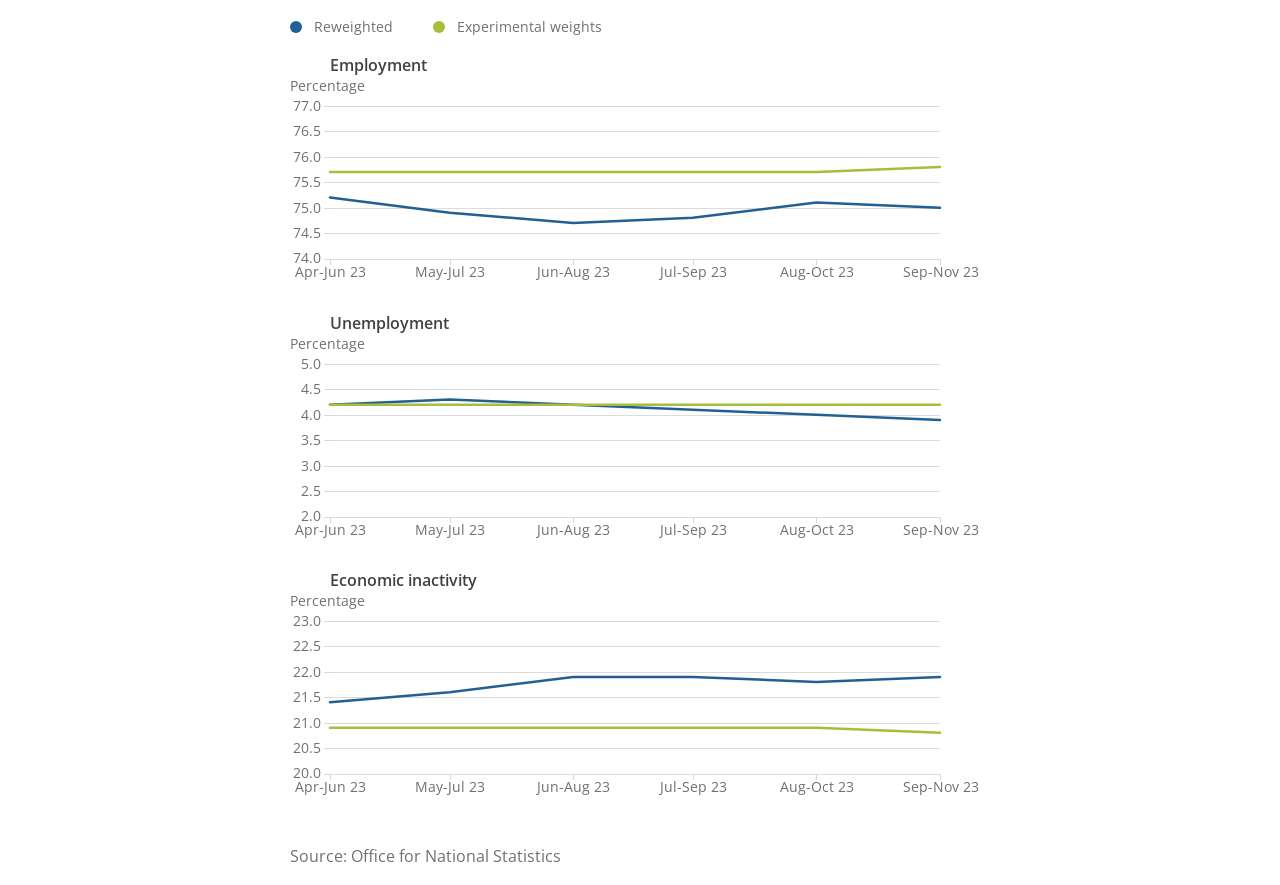 Reweighted Experimental weights
Employment
Percentage
77.0
76.5
76.0
75.5
75.0
74.5
74.0
Apr-Jun 23 May-Jul 23 Jun-Aug 23 Jul-Sep 23 Aug-Oct 23 Sep-Nov 23
Unemployment
Percentage
5.0
4.5
4.0
3.5
3.0
2.5
2.0
Apr-Jun 23 May-Jul 23 Jun-Aug 23 Jul-Sep 23 Aug-Oct 23 Sep-Nov 23
Economic inactivity
Percentage
23.0
22.5
22.0
21.5
21.0
20.5
20.0
Apr-Jun 23 May-Jul 23 Jun-Aug 23 Jul-Sep 23 Aug-Oct 23 Sep-Nov 23
Source: Office for National Statistics